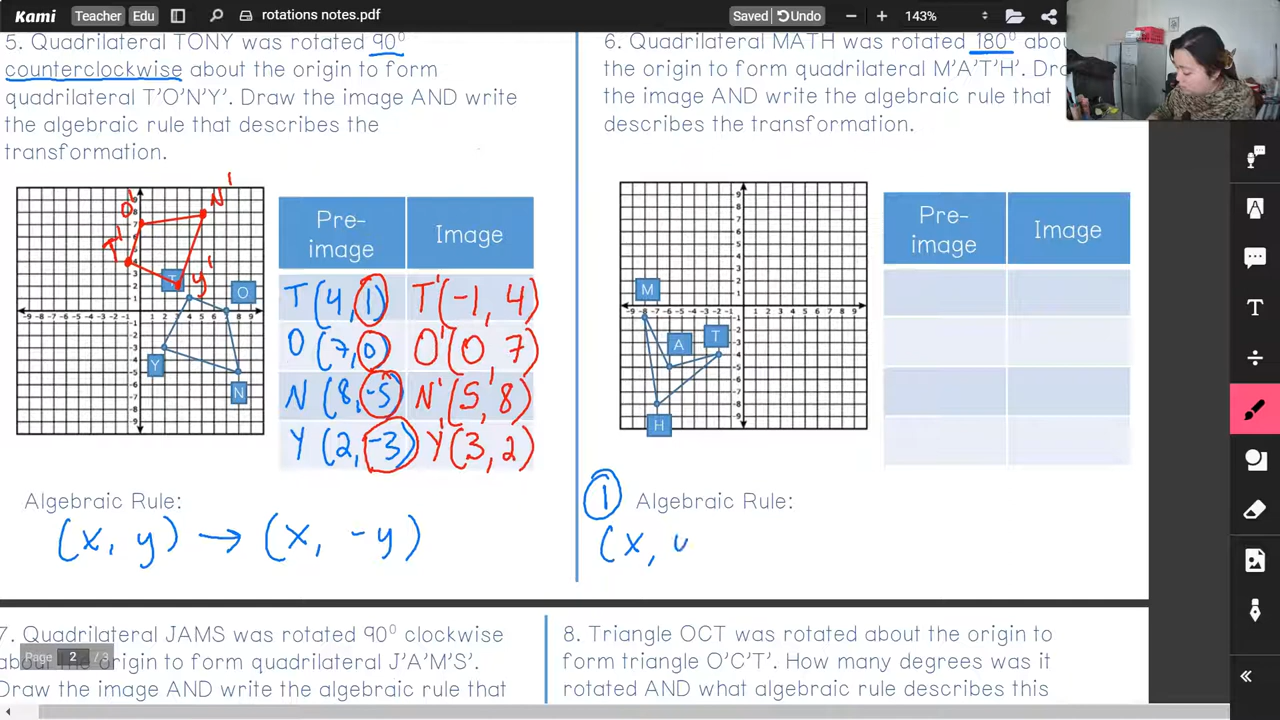 Kami Teacher Edu rotations notes.pdf Saved Undo 143%
5. Quadrilateral TONY was rotated 90⁰
counterclockwise about the origin to form
quadrilateral T'O'N'Y'. Draw the image AND write
the algebraic rule that describes the
transformation.
O' N'
T' Y'
T O
Y N
Pre-image Image
T (4, 1) T' (-1, 4)
O (7, 0) O' (0, 7)
N (8, -5) N' (5, 8)
Y (2, -3) Y' (3, 2)
Algebraic Rule:
(x, y) → (x, -y)
6. Quadrilateral MATH was rotated 180⁰
the origin to form quadrilateral M'A'T'H'.
the image AND write the algebraic rule that
describes the transformation.
M
A T
H
Pre-image Image
1 Algebraic Rule:
(x,
7. Quadrilateral JAMS was rotated 90⁰ clockwise
origin to form quadrilateral J'A'M'S'.
Draw the image AND write the algebraic rule that
Page 2 / 3
8. Triangle OCT was rotated about the origin to
form triangle O'C'T'. How many degrees was it
rotated AND what algebraic rule describes this